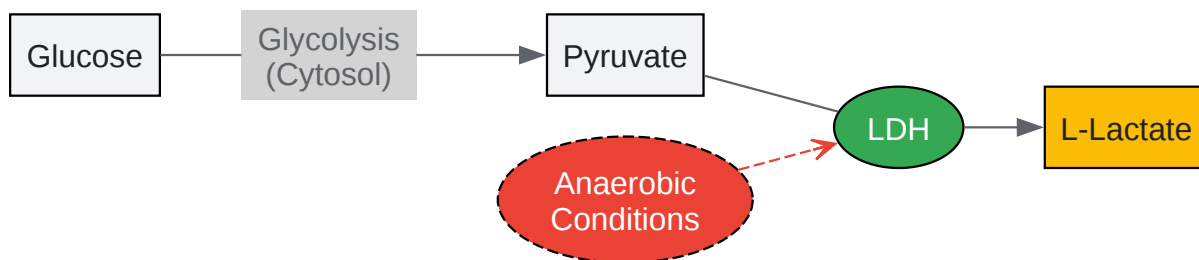 Glucose
Glycolysis
(Cytosol)
Pyruvate
LDH
L-Lactate
Anaerobic
Conditions